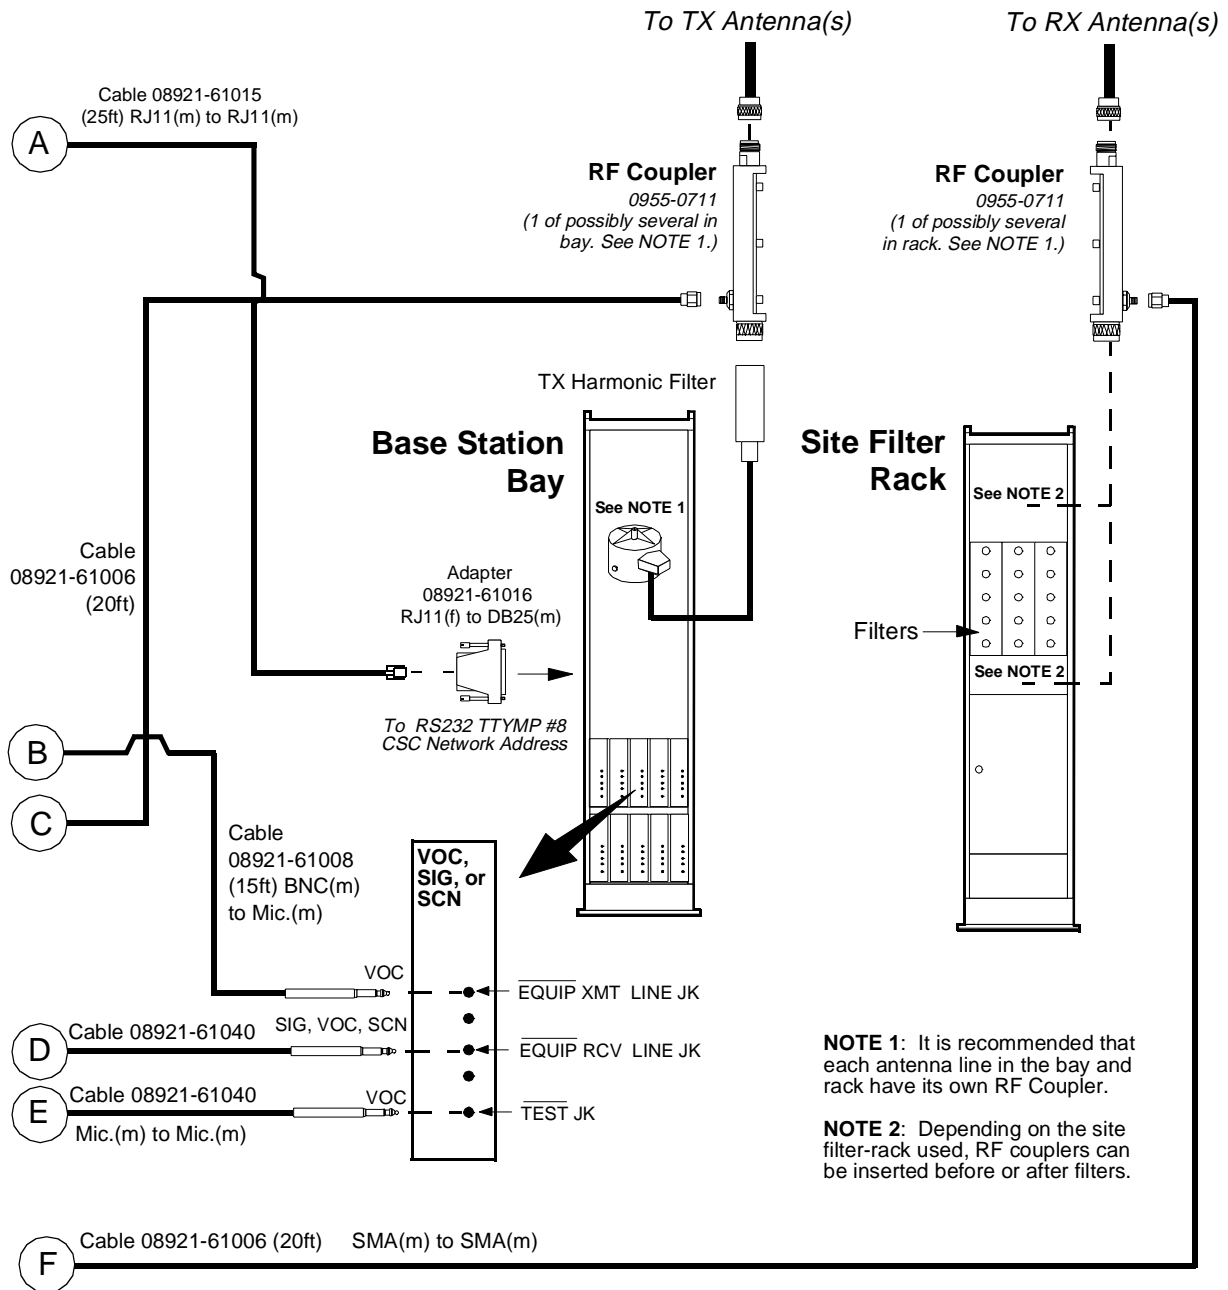 To TX Antenna(s)
To RX Antenna(s)
Cable 08921-61015
(25ft) RJ11(m) to RJ11(m)
A
RF Coupler
0955-0711
(1 of possibly several in
bay. See NOTE 1.)
RF Coupler
0955-0711
(1 of possibly several
in rack. See NOTE 1.)
TX Harmonic Filter
Base Station
Bay
Site Filter
Rack
See NOTE 1
See NOTE 2
Cable
08921-61006
(20ft)
Adapter
08921-61016
RJ11(f) to DB25(m)
Filters
See NOTE 2
To RS232 TTYMP #8
CSC Network Address
B
C
Cable
08921-61008
(15ft) BNC(m)
to Mic.(m)
VOC,
SIG, or
SCN
VOC
EQUIP XMT LINE JK
D
Cable 08921-61040
SIG, VOC, SCN
EQUIP RCV LINE JK
E
Cable 08921-61040
Mic.(m) to Mic.(m)
VOC
TEST JK
NOTE 1: It is recommended that
each antenna line in the bay and
rack have its own RF Coupler.
NOTE 2: Depending on the site
filter-rack used, RF couplers can
be inserted before or after filters.
F
Cable 08921-61006 (20ft) SMA(m) to SMA(m)